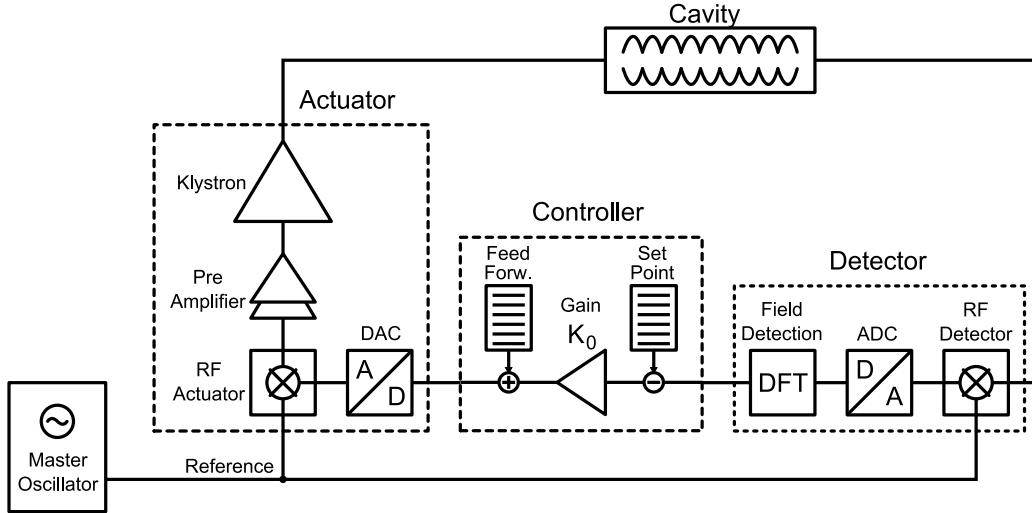 Cavity
Actuator
Klystron
Controller
Feed
Forw.
Set
Point
Detector
Pre
Amplifier
Gain
K0
Field
Detection
ADC
RF
Detector
DAC
RF
Actuator
A
D
DFT
D
A
Master
Oscillator
Reference